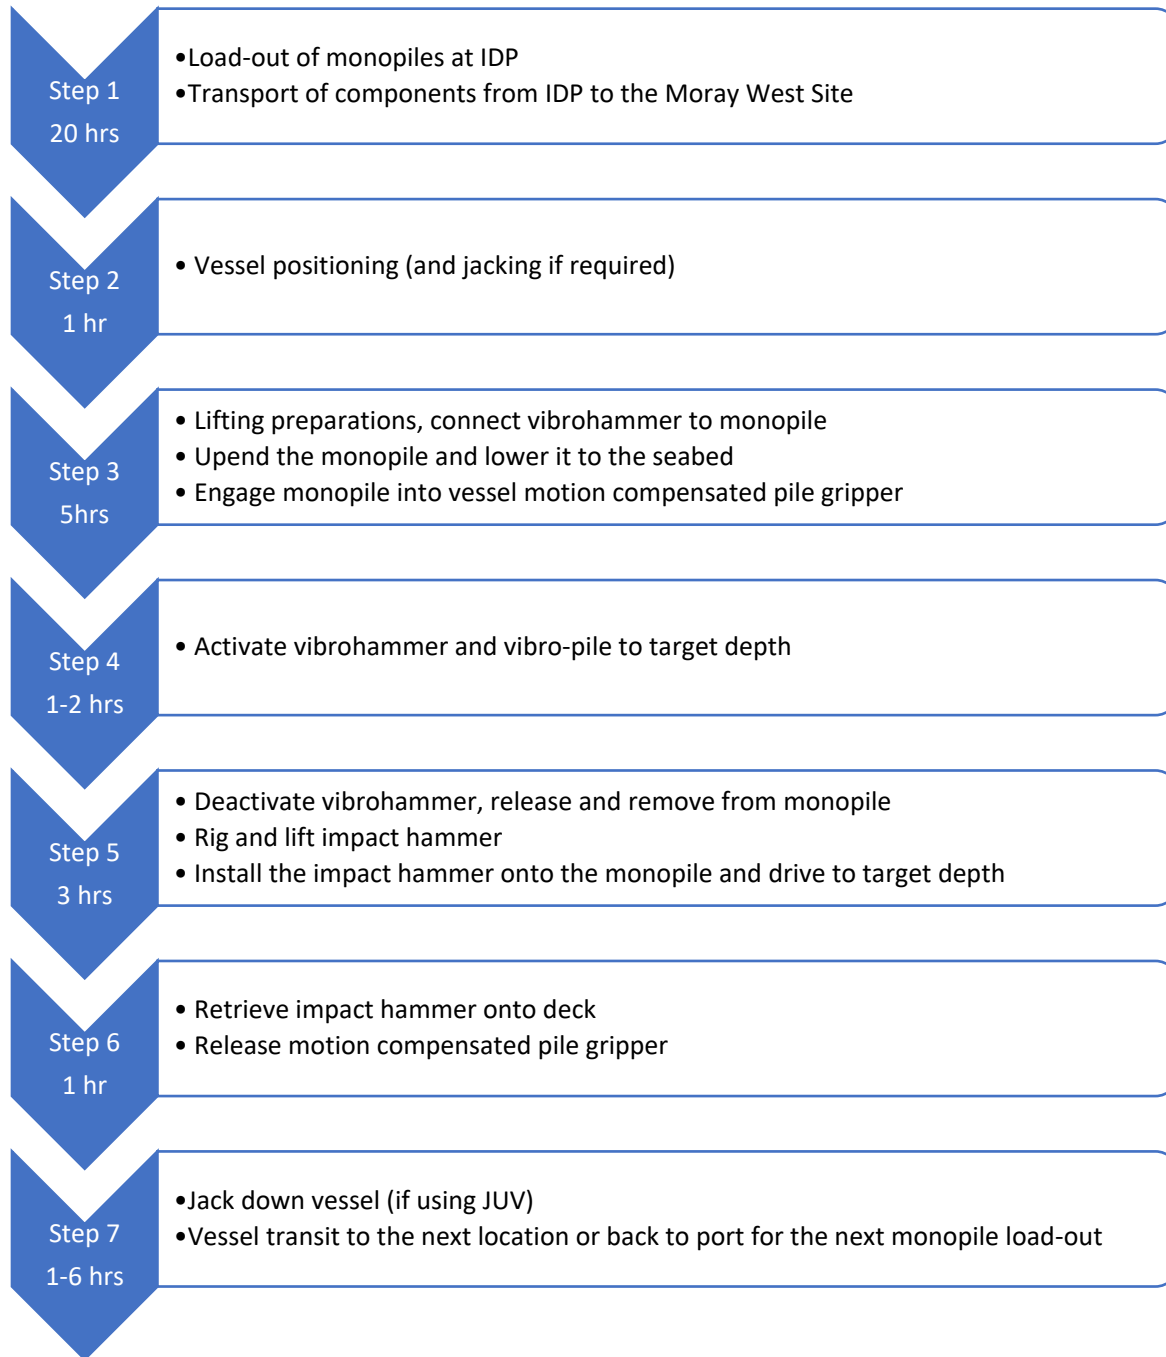 Step 1
20 hrs
•Load-out of monopiles at IDP
•Transport of components from IDP to the Moray West Site
Step 2
1 hr
• Vessel positioning (and jacking if required)
Step 3
5hrs
• Lifting preparations, connect vibrohammer to monopile
• Upend the monopile and lower it to the seabed
• Engage monopile into vessel motion compensated pile gripper
Step 4
1-2 hrs
• Activate vibrohammer and vibro-pile to target depth
Step 5
3 hrs
• Deactivate vibrohammer, release and remove from monopile
• Rig and lift impact hammer
• Install the impact hammer onto the monopile and drive to target depth
Step 6
1 hr
• Retrieve impact hammer onto deck
• Release motion compensated pile gripper
Step 7
1-6 hrs
•Jack down vessel (if using JUV)
•Vessel transit to the next location or back to port for the next monopile load-out